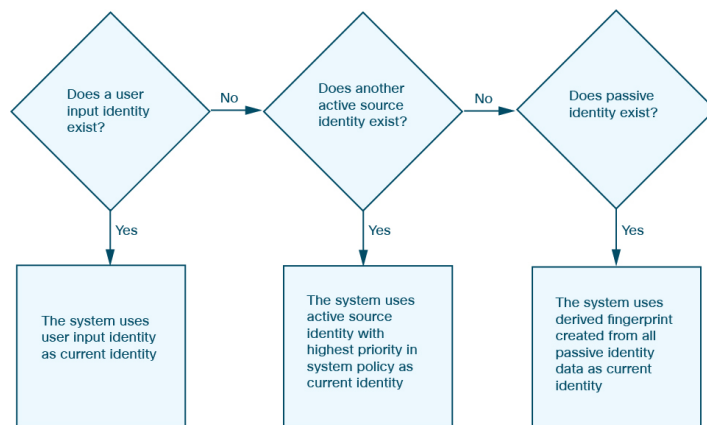 Does a user
input identity
exist?
No
Does another
active source
identity exist?
No
Does passive
identity exist?
Yes
Yes
Yes
The system uses
user input identity
as current identity
The system uses
active source
identity with
highest priority in
system policy as
current identity
The system uses
derived fingerprint
created from all
passive identity
data as current
identity